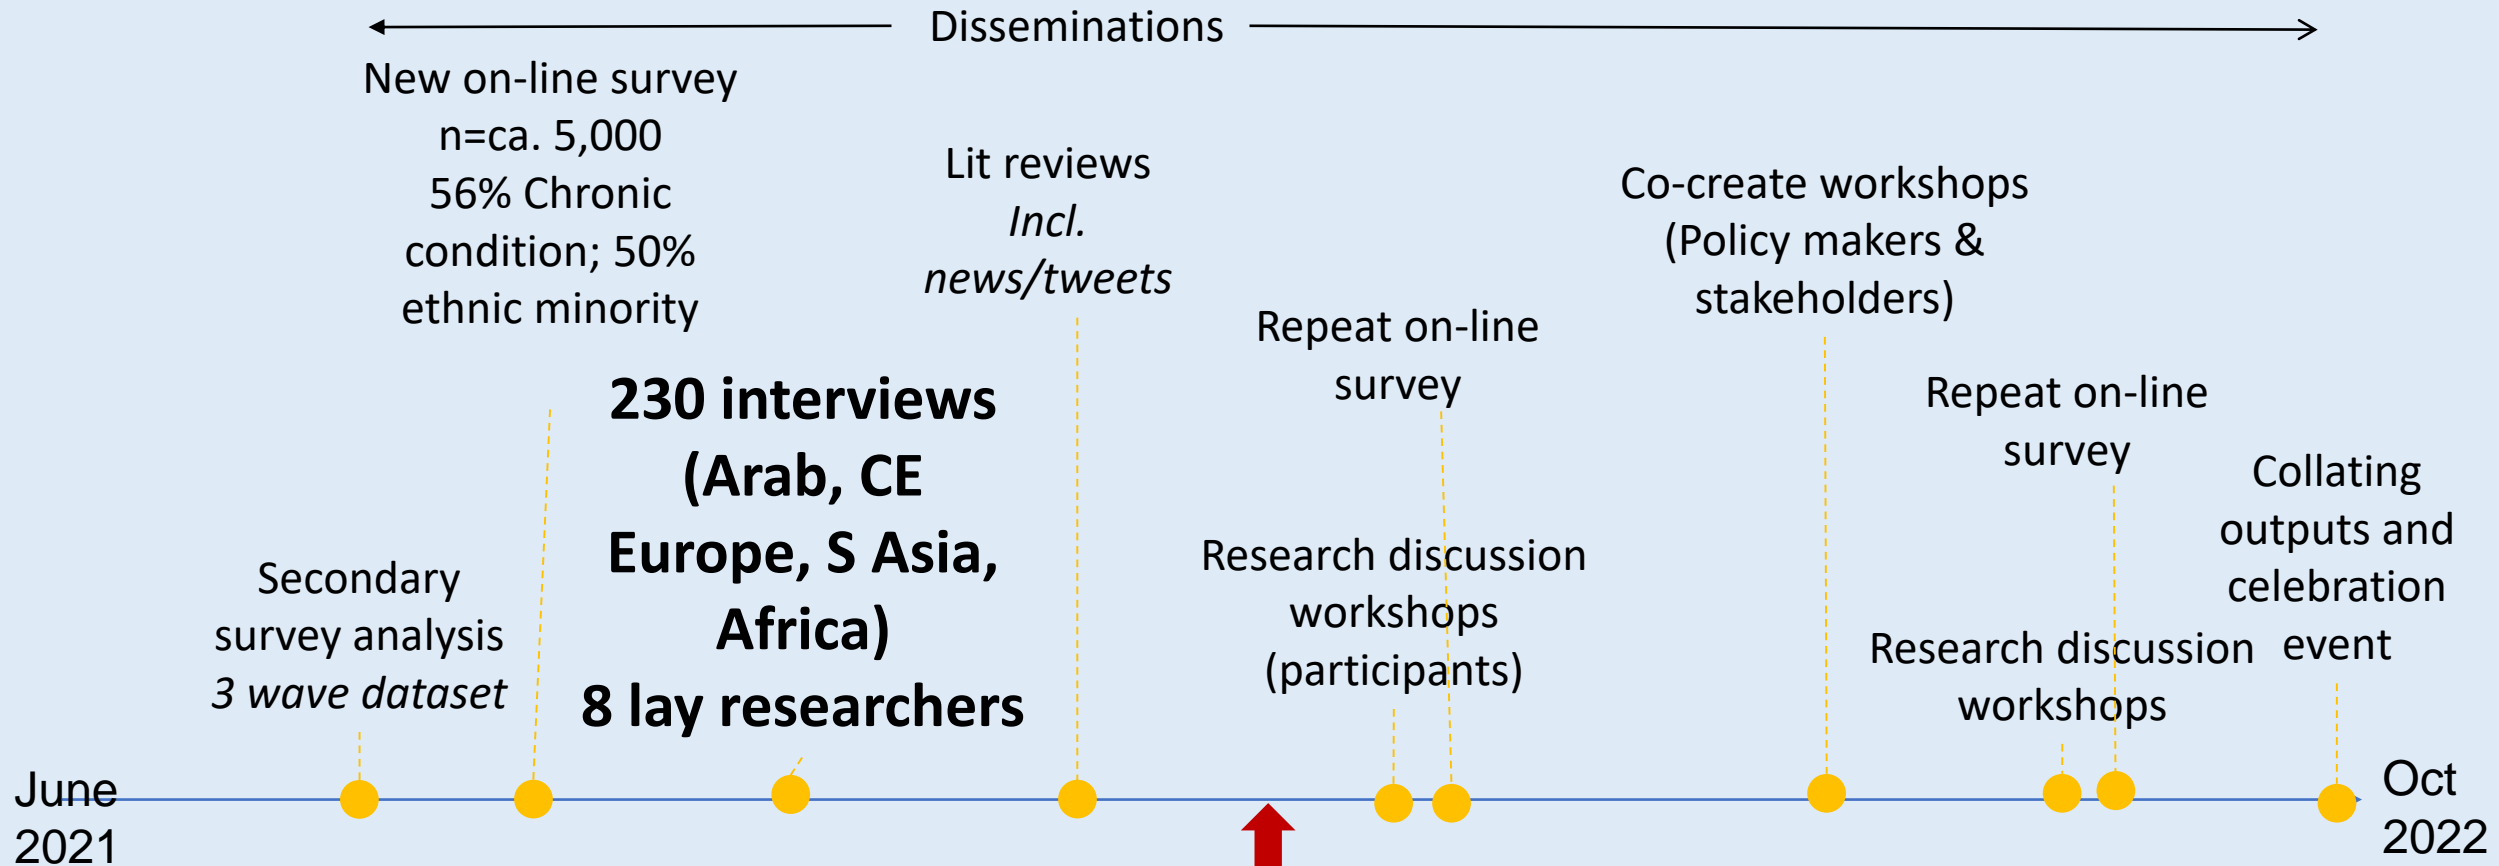 Disseminations
New on-line survey
n=ca. 5,000
56% Chronic
condition; 50%
ethnic minority
Lit reviews
Incl.
news/tweets
Co-create workshops
(Policy makers &
stakeholders)
Repeat on-line
survey
230 interviews
(Arab, CE
Europe, S Asia,
Africa)
8 lay researchers
Repeat on-line
survey
Secondary
survey analysis
3 wave dataset
Research discussion
workshops
(participants)
Research discussion
workshops
Collating
outputs and
celebration
event
June
2021
Oct
2022